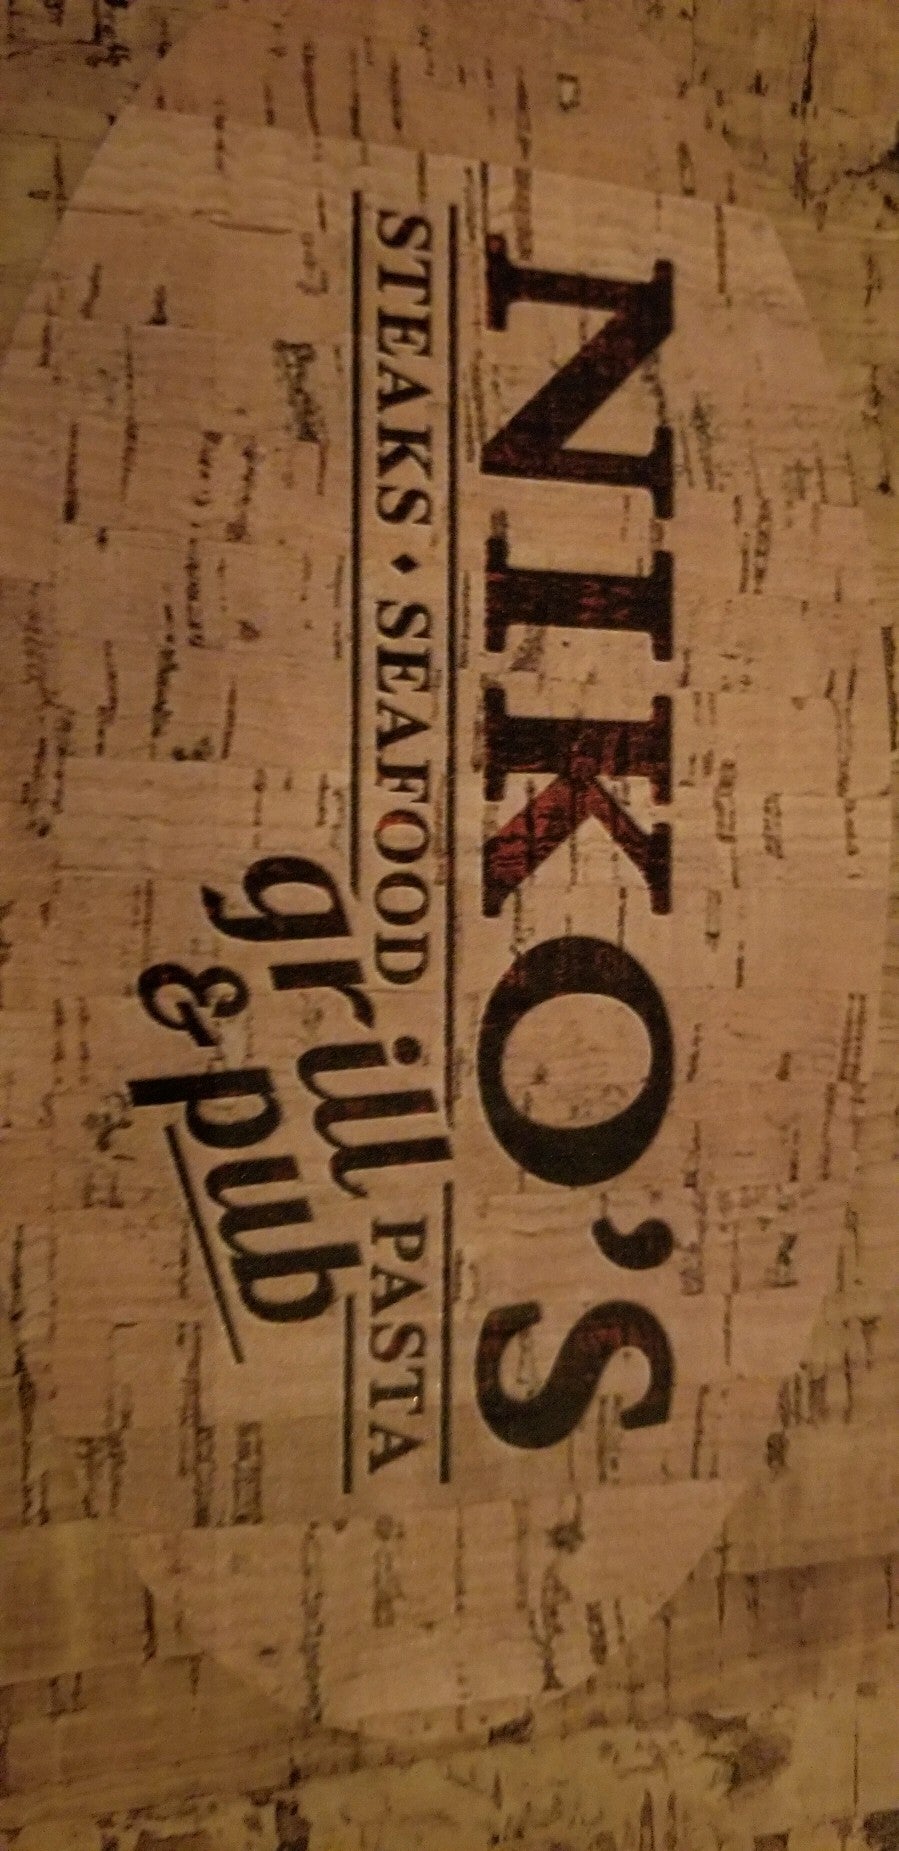 NIKO'S
STEAKS • SEAFOOD
grill PASTA
& pub